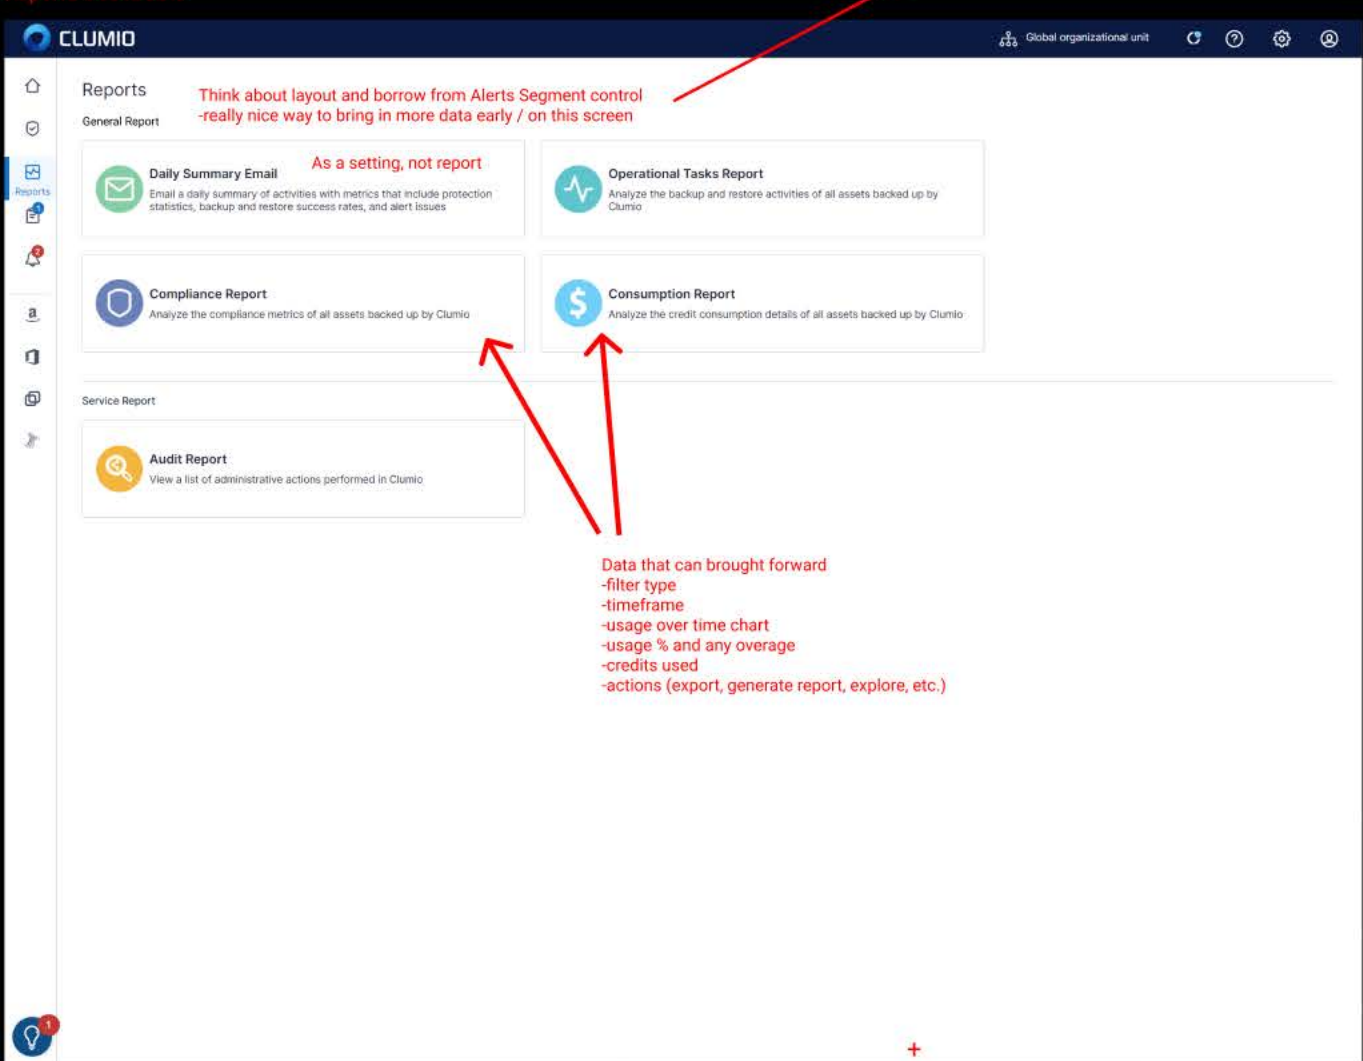 CLUMIO
Global organizational unit
Reports
Think about layout and borrow from Alerts Segment control
-really nice way to bring in more data early / on this screen
General Report
Daily Summary Email
As a setting, not report
Email a daily summary of activities with metrics that include protection
statistics, backup and restore success rates, and alert issues
Operational Tasks Report
Analyze the backup and restore activities of all assets backed up by
Clumio
Reports
1
2
Compliance Report
Analyze the compliance metrics of all assets backed up by Clumio
$
Consumption Report
Analyze the credit consumption details of all assets backed up by Clumio
a
Service Report
Audit Report
View a list of administrative actions performed in Clumio
Data that can brought forward
-filter type
-timeframe
-usage over time chart
-usage % and any overage
-credits used
-actions (export, generate report, explore, etc.)
1